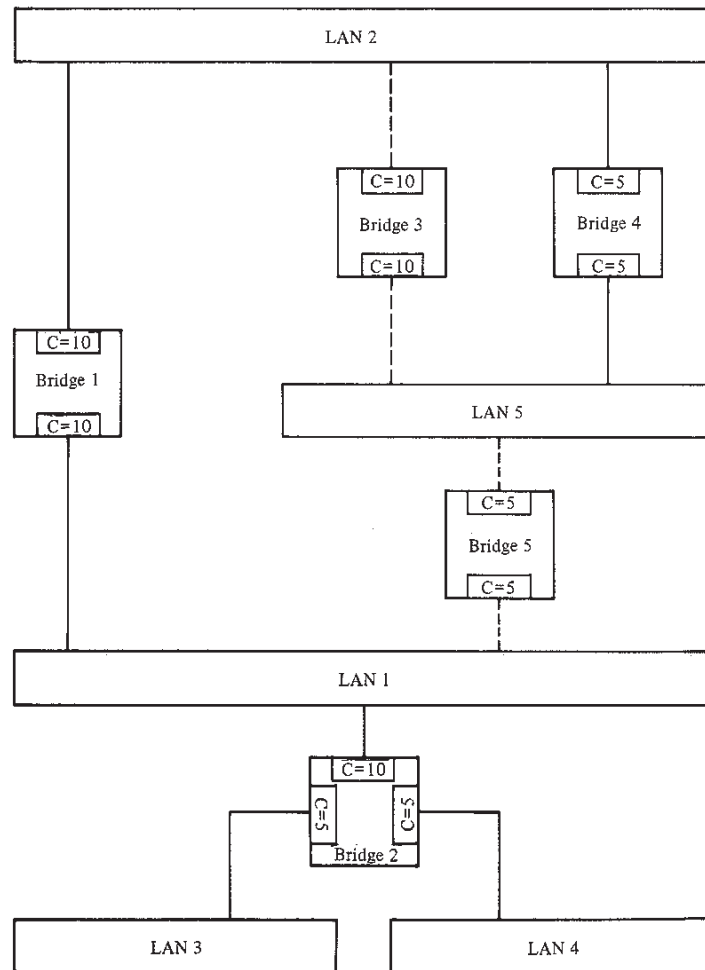 LAN 2
C=10
Bridge 3
C=10
C=5
Bridge 4
C=5
C=10
Bridge 1
C=10
LAN 5
C=5
Bridge 5
C=5
LAN 1
C=10
C=5
C=5
Bridge 2
LAN 3
LAN 4